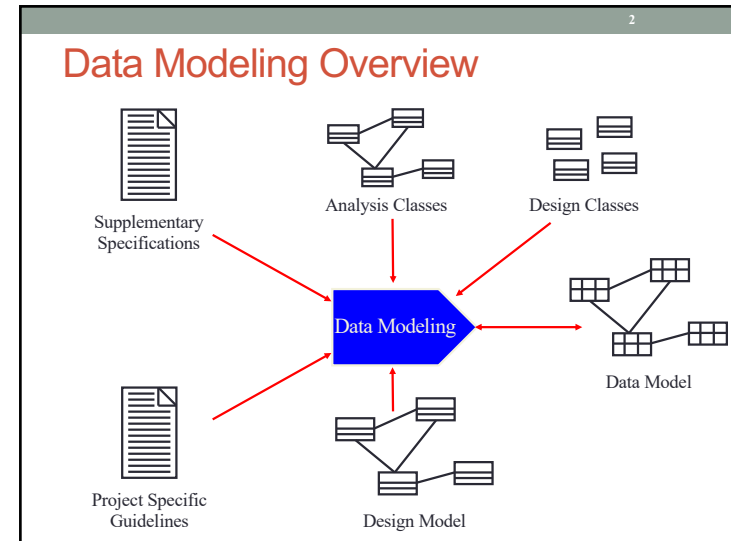 2
Data Modeling Overview
Supplementary
Specifications
Analysis Classes
Design Classes
Data Modeling
Data Model
Project Specific
Guidelines
Design Model